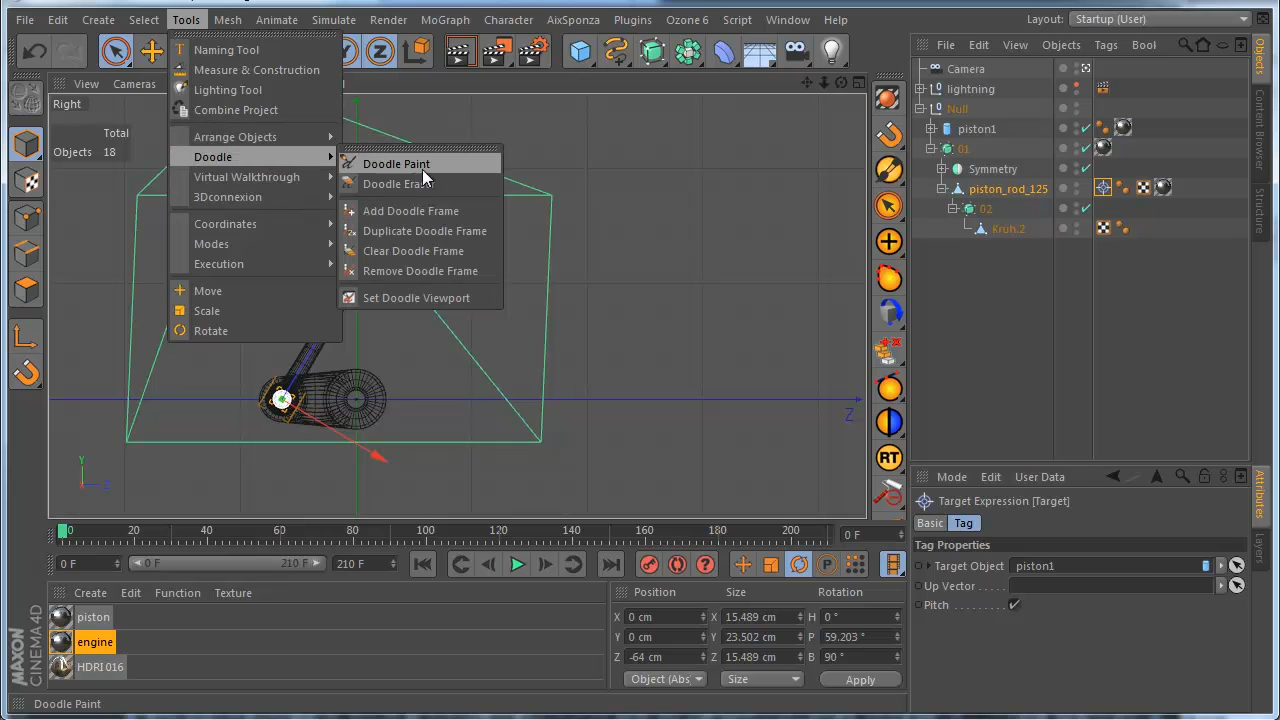 File Edit Create Select Tools Mesh Animate Simulate Render MoGraph Character AixSponza Plugins Ozone 6 Script Window Help
Layout: Startup (User)
Naming Tool
Measure & Construction
Lighting Tool
Combine Project
Arrange Objects
Doodle
Virtual Walkthrough
3Dconnexion
Coordinates
Modes
Execution
Move
Scale
Rotate
Doodle Paint
Doodle Eraser
Add Doodle Frame
Duplicate Doodle Frame
Clear Doodle Frame
Remove Doodle Frame
Set Doodle Viewport
View Cameras
Right
Total
Objects 18
Y
Z
Z
File Edit View Objects Tags Bool
Camera
lightning
Null
piston1
01
Symmetry
piston_rod_125
02
Kruh.2
Objects
Content Browser
Structure
RT
Mode Edit User Data
Target Expression [Target]
Basic Tag
Tag Properties
Target Object piston1
Up Vector
Pitch
Attributes
Layers
0 20 40 60 80 100 120 140 160 180 200
0 F
0 F 0 F 210 F 210 F
Create Edit Function Texture
piston
engine
HDRI 016
Position Size Rotation
X 0 cm X 15.489 cm H 0 °
Y 0 cm Y 23.502 cm P 59.203 °
Z -64 cm Z 15.489 cm B 90 °
Object (Abs Size Apply
MAXON
CINEMA 4D
Doodle Paint